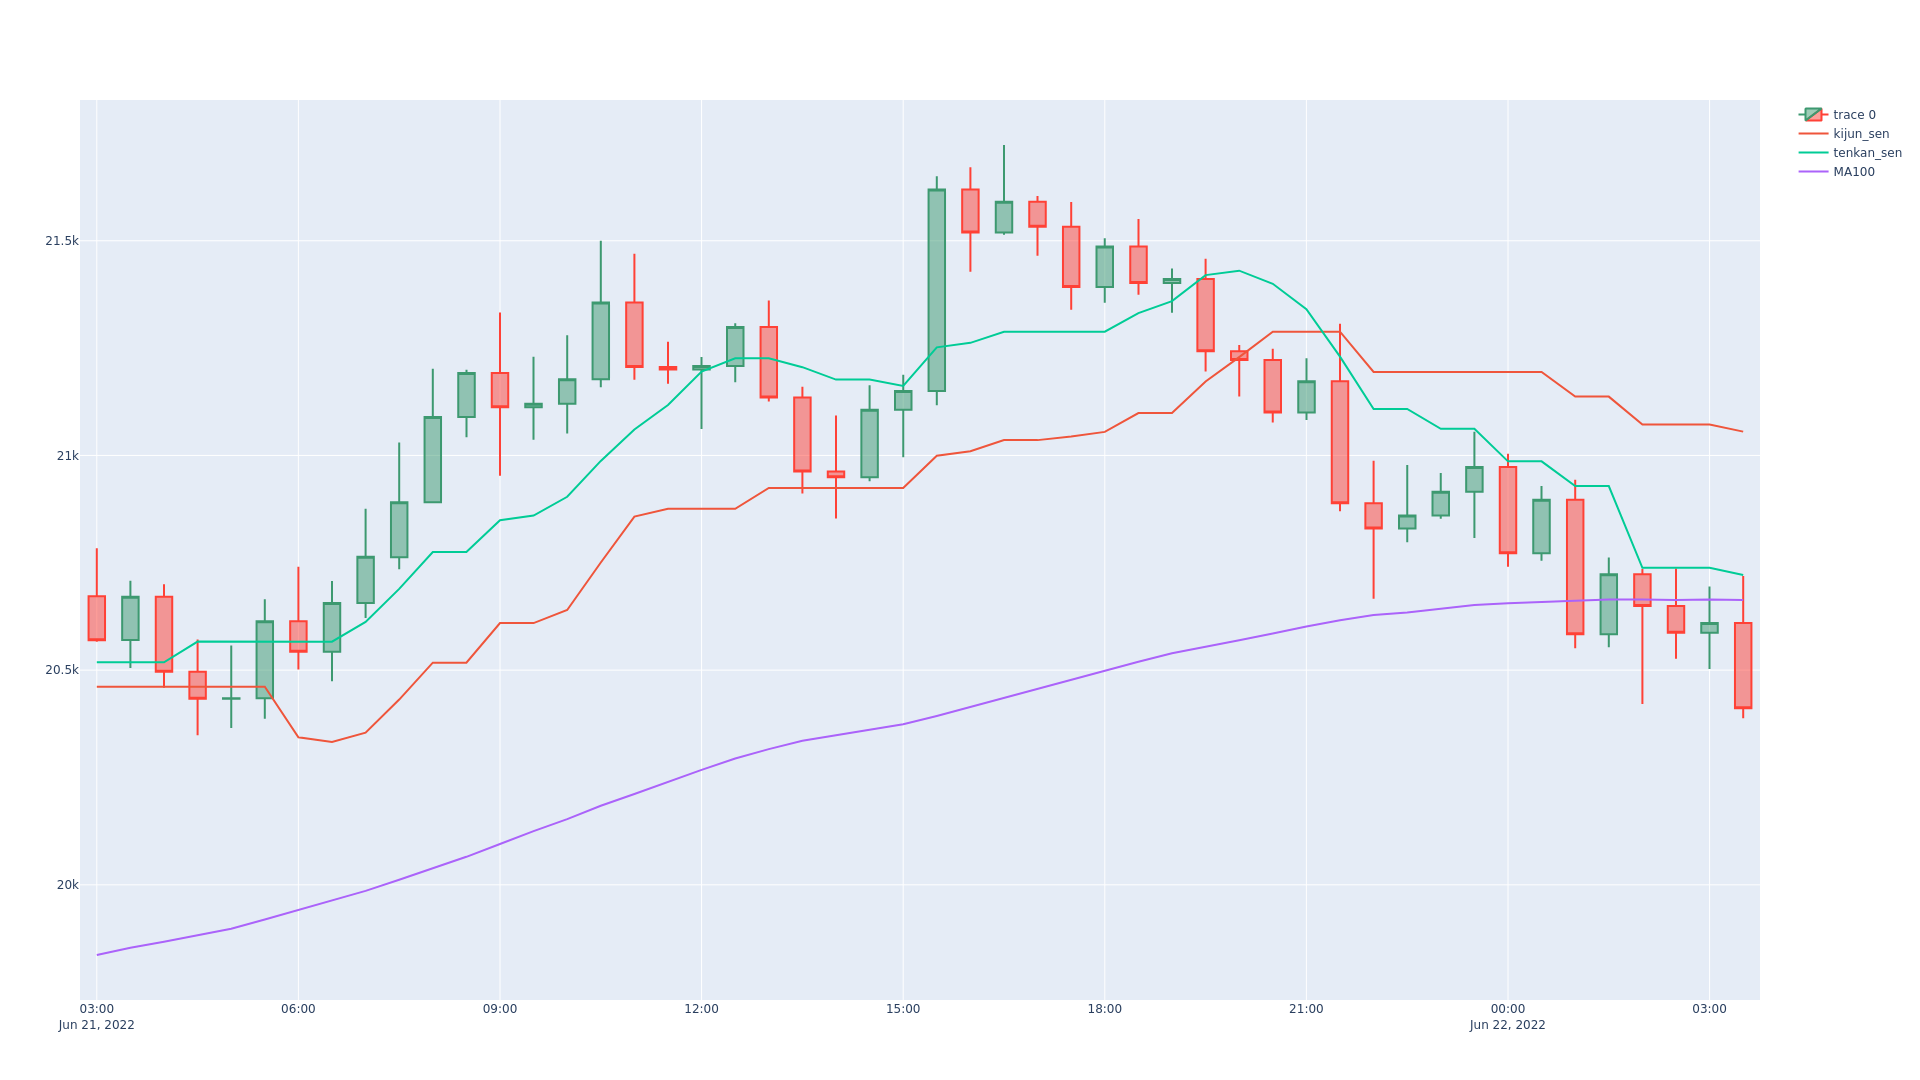 trace 0
kijun_sen
tenkan_sen
MA100
21.5k
21k
20.5k
20k
03:00 06:00 09:00 12:00 15:00 18:00 21:00 00:00 03:00
Jun 21, 2022 Jun 22, 2022